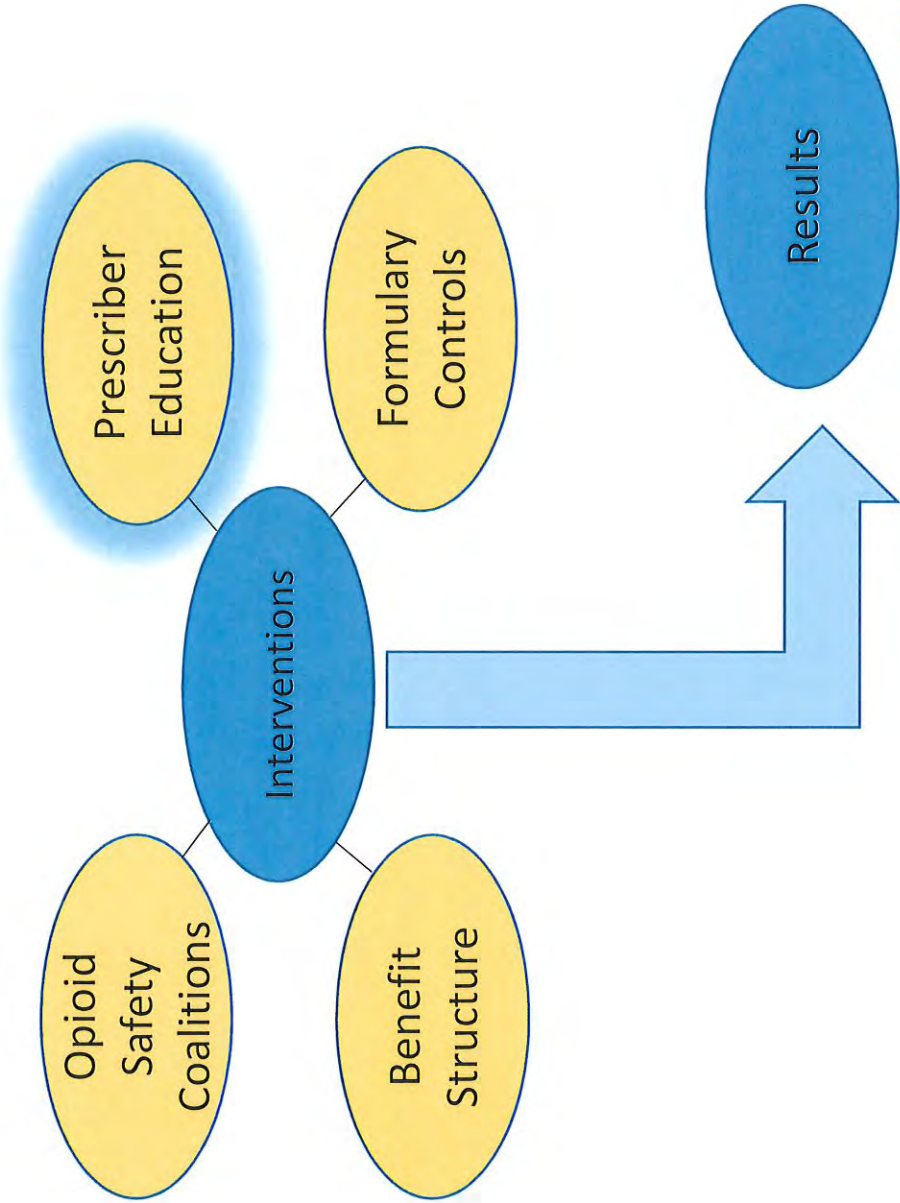 Opioid
Safety
Coalitions
Prescriber
Education
Interventions
Benefit
Structure
Formulary
Controls
Results